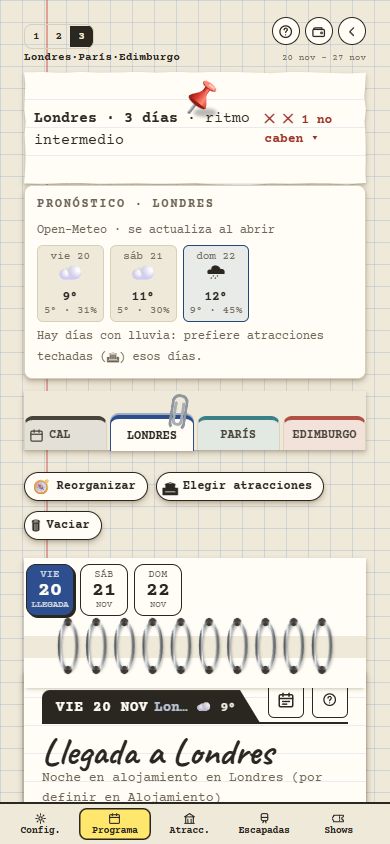 1 2 3
Londres·París·Edimburgo
20 nov – 27 nov
Londres · 3 días · ritmo
intermedio
1 no
caben ▾
PRONÓSTICO · LONDRES
Open-Meteo · se actualiza al abrir
vie 20
9°
5° · 31%
sáb 21
11°
5° · 30%
dom 22
12°
9° · 45%
Hay días con lluvia: prefiere atracciones
techadas () esos días.
CAL
LONDRES
PARÍS
EDIMBURGO
Reorganizar
Elegir atracciones
Vaciar
VIE
20
LLEGADA
SÁB
21
NOV
DOM
22
NOV
VIE 20 NOV Lon… 9°
Llegada a Londres
Noche en alojamiento en Londres (por
definir en Alojamiento)
Config.
Programa
Atracc.
Escapadas
Shows